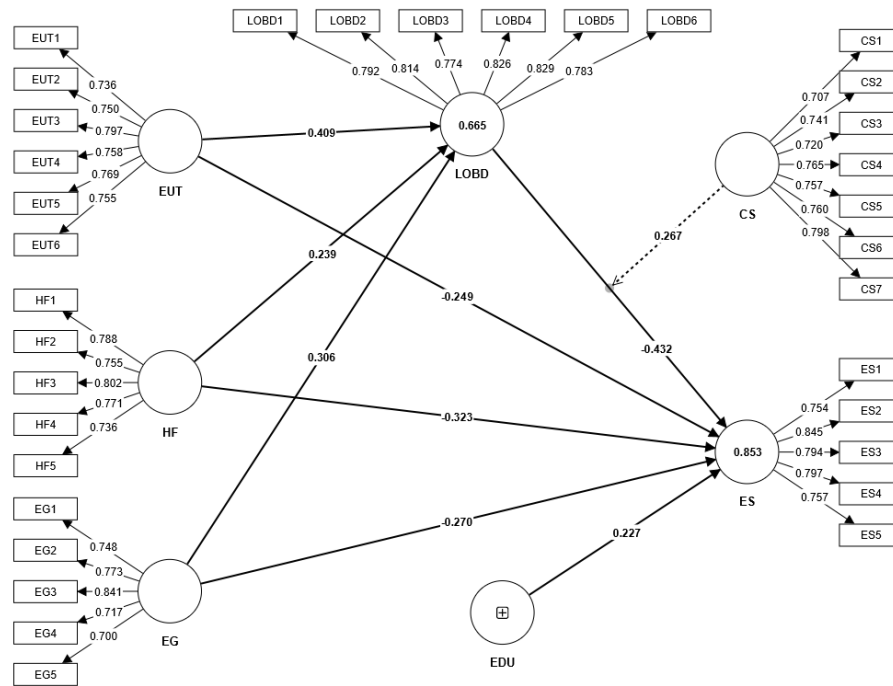 LOBD1 LOBD2 LOBD3 LOBD4 LOBD5 LOBD6
0.792 0.814 0.774 0.826 0.829 0.783
0.665
LOBD
EUT1
EUT2
EUT3
EUT4
EUT5
EUT6
0.736
0.750
0.797
0.758
0.769
0.755
EUT
0.409
0.239
0.306
-0.249
-0.323
-0.270
-0.432
0.267
0.227
CS1
CS2
CS3
CS4
CS5
CS6
CS7
0.707
0.741
0.720
0.765
0.757
0.760
0.798
CS
HF1
HF2
HF3
HF4
HF5
0.788
0.755
0.802
0.771
0.736
HF
ES1
ES2
ES3
ES4
ES5
0.754
0.845
0.794
0.797
0.757
0.853
ES
EG1
EG2
EG3
EG4
EG5
0.748
0.773
0.841
0.717
0.700
EG
EDU